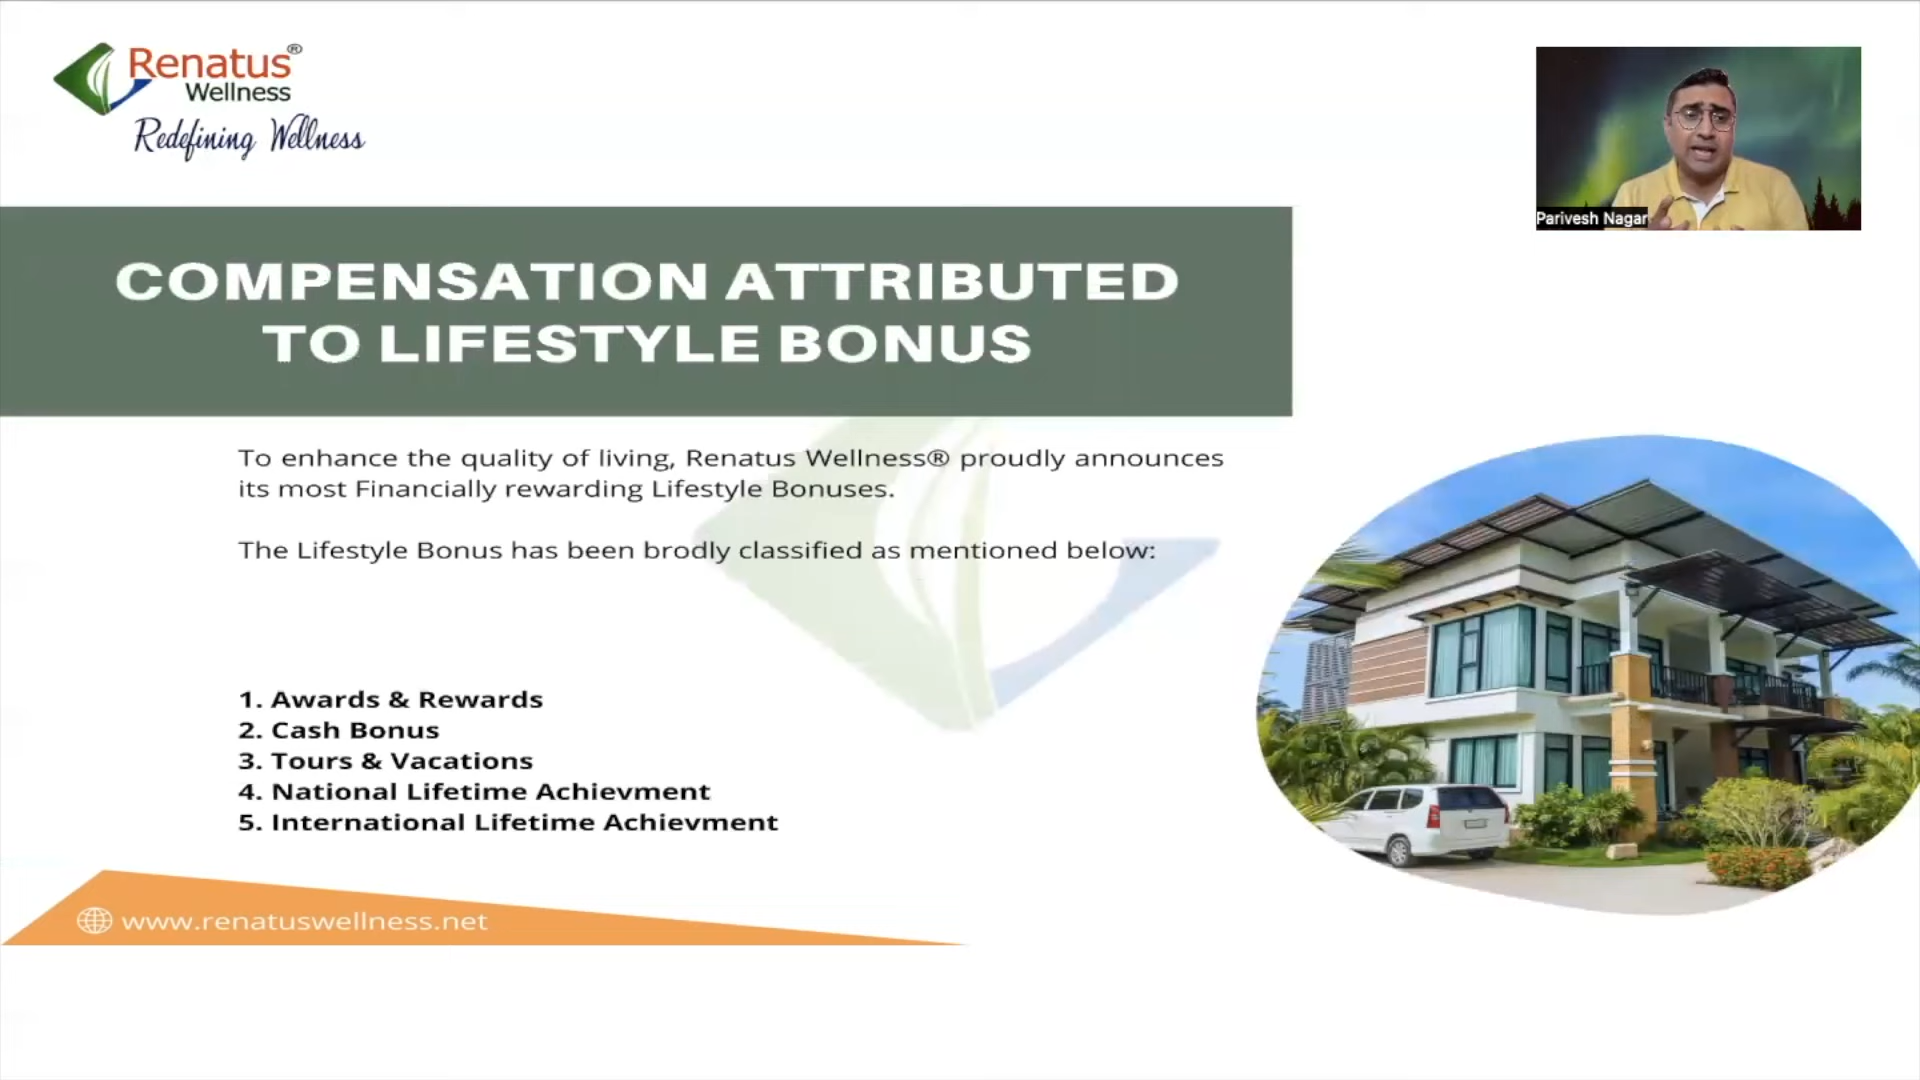 Renatus®
Wellness
Redefining Wellness
Parivesh Nagar
COMPENSATION ATTRIBUTED
TO LIFESTYLE BONUS
To enhance the quality of living, Renatus Wellness® proudly announces
its most Financially rewarding Lifestyle Bonuses.
The Lifestyle Bonus has been brodly classified as mentioned below:
1. Awards & Rewards
2. Cash Bonus
3. Tours & Vacations
4. National Lifetime Achievment
5. International Lifetime Achievment
www.renatuswellness.net